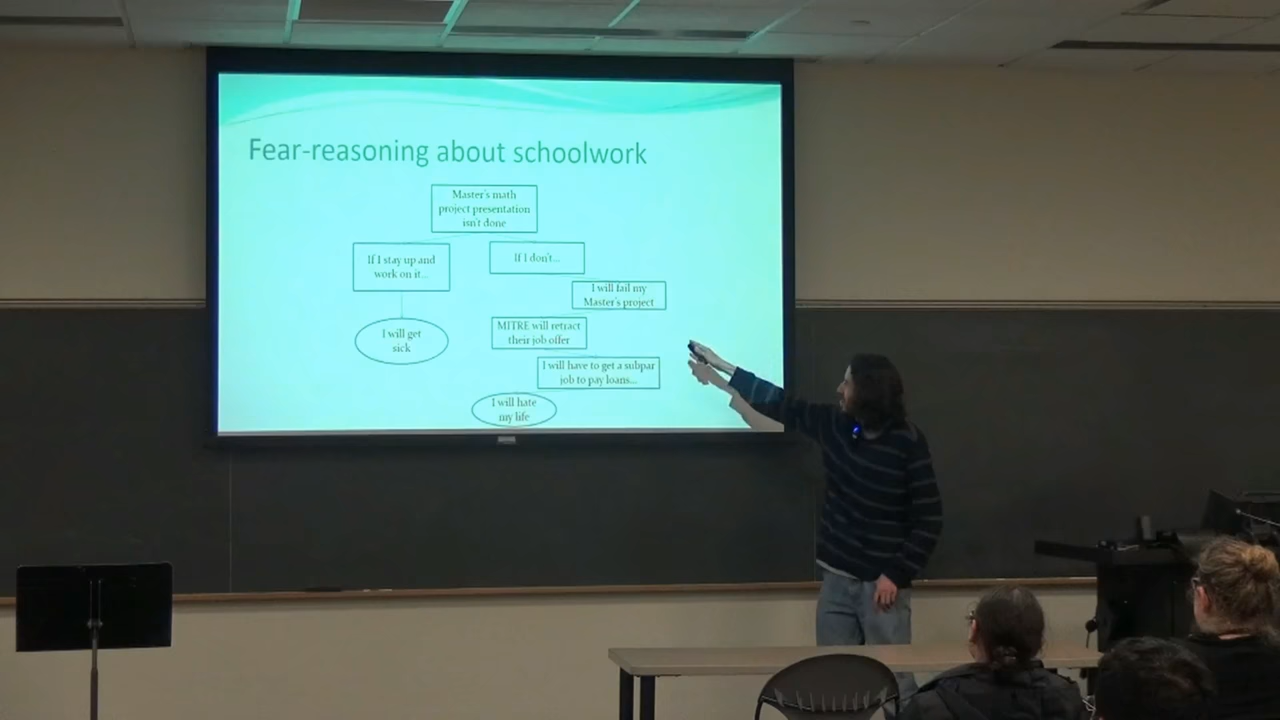 Fear-reasoning about schoolwork
Master's math
project presentation
isn't done
If I stay up and
work on it...
If I don't...
I will fail my
Master's project
I will get
sick
MITRE will retract
their job offer
I will have to get a subpar
job to pay loans...
I will hate
my life